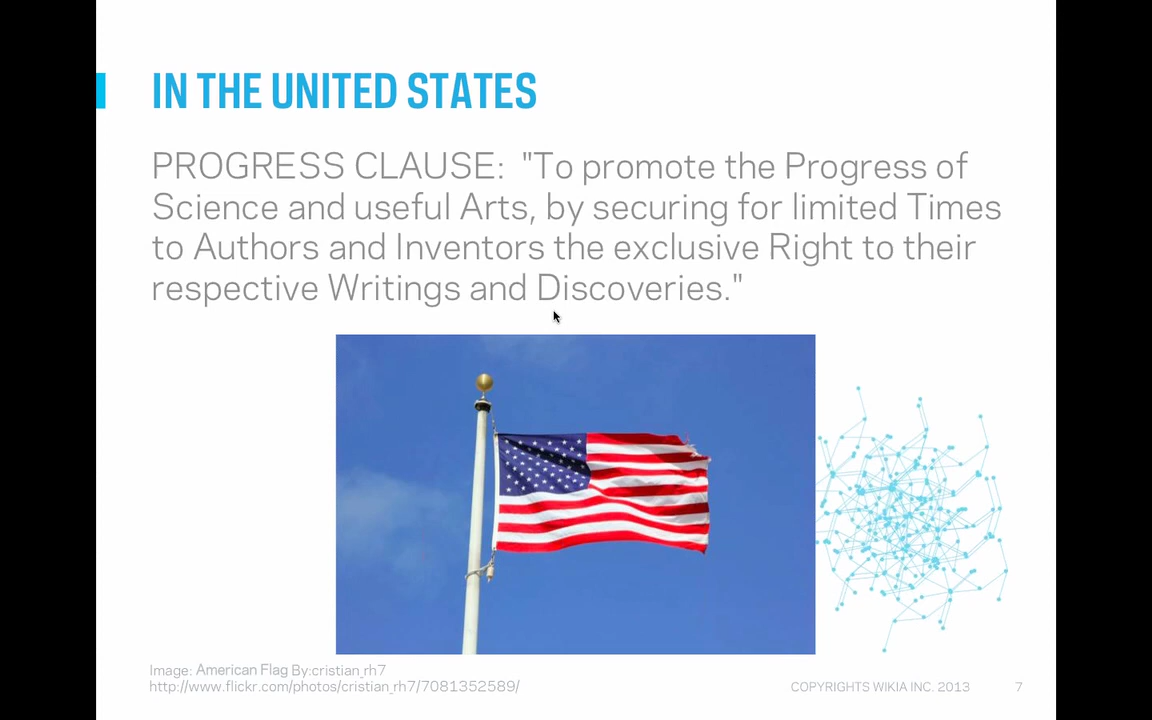 IN THE UNITED STATES
PROGRESS CLAUSE: "To promote the Progress of
Science and useful Arts, by securing for limited Times
to Authors and Inventors the exclusive Right to their
respective Writings and Discoveries."
Image: American Flag By:cristian_rh7
http://www.flickr.com/photos/cristian_rh7/7081352589/
COPYRIGHTS WIKIA INC. 2013 7